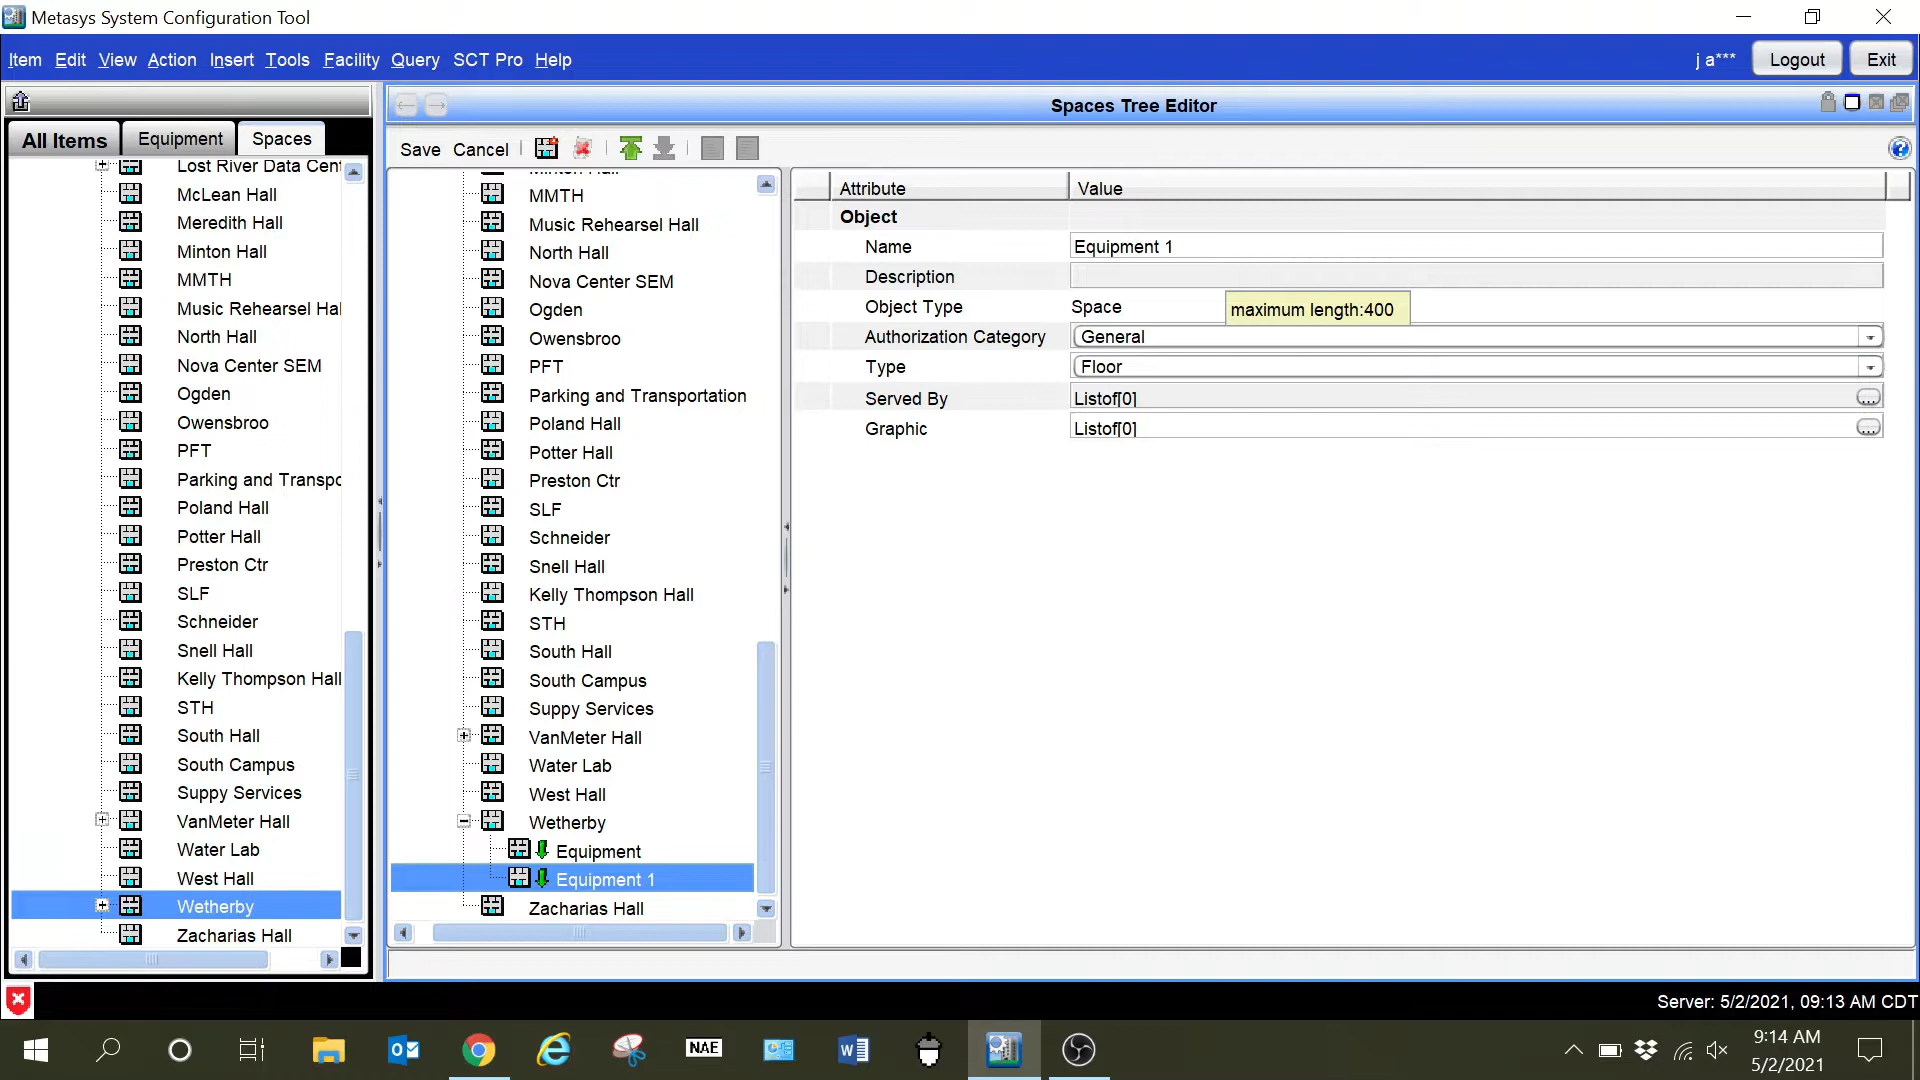 Metasys System Configuration Tool
Item Edit View Action Insert Tools Facility Query SCT Pro Help
j a*** Logout Exit
Spaces Tree Editor
All Items Equipment Spaces
Save Cancel
Lost River Data Cent
McLean Hall
Meredith Hall
Minton Hall
MMTH
Music Rehearsel Hal
North Hall
Nova Center SEM
Ogden
Owensbroo
PFT
Parking and Transpo
Poland Hall
Potter Hall
Preston Ctr
SLF
Schneider
Snell Hall
Kelly Thompson Hall
STH
South Hall
South Campus
Suppy Services
VanMeter Hall
Water Lab
West Hall
Wetherby
Zacharias Hall
Minton Hall
MMTH
Music Rehearsel Hall
North Hall
Nova Center SEM
Ogden
Owensbroo
PFT
Parking and Transportation
Poland Hall
Potter Hall
Preston Ctr
SLF
Schneider
Snell Hall
Kelly Thompson Hall
STH
South Hall
South Campus
Suppy Services
VanMeter Hall
Water Lab
West Hall
Wetherby
Equipment
Equipment 1
Zacharias Hall
Attribute Value
Object
Name Equipment 1
Description
Object Type Space
maximum length:400
Authorization Category General
Type Floor
Served By Listof[0]
Graphic Listof[0]
Server: 5/2/2021, 09:13 AM CDT
NAE
9:14 AM
5/2/2021